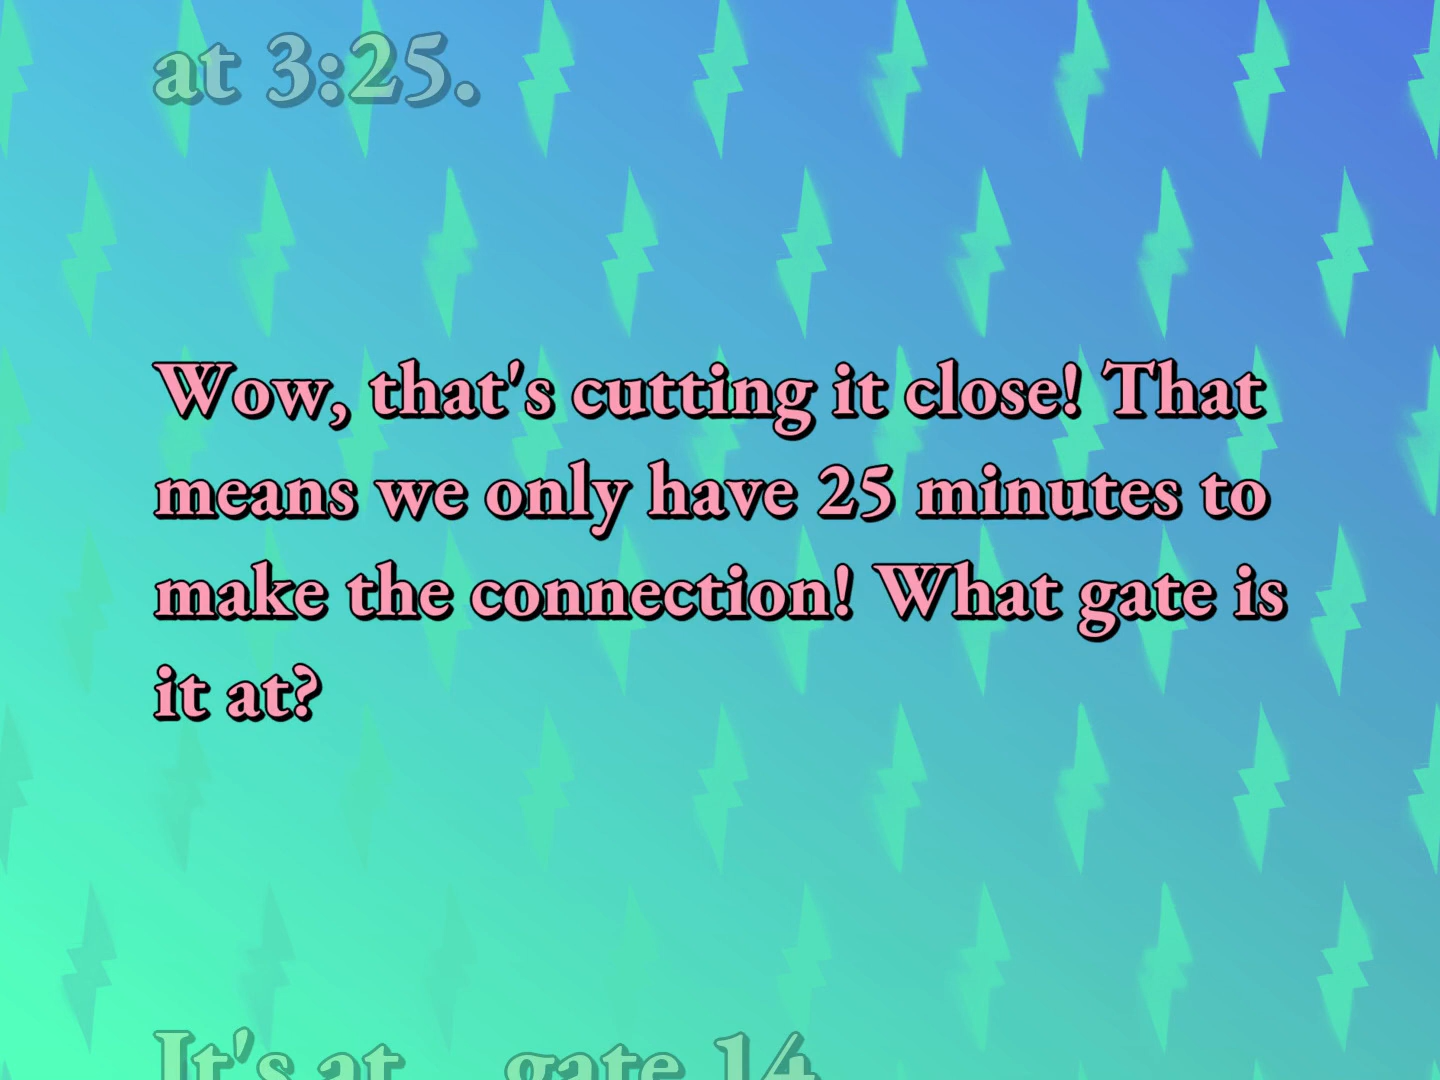 at 3:25.
Wow, that's cutting it close! That
means we only have 25 minutes to
make the connection! What gate is
it at?
It's at... gate 14